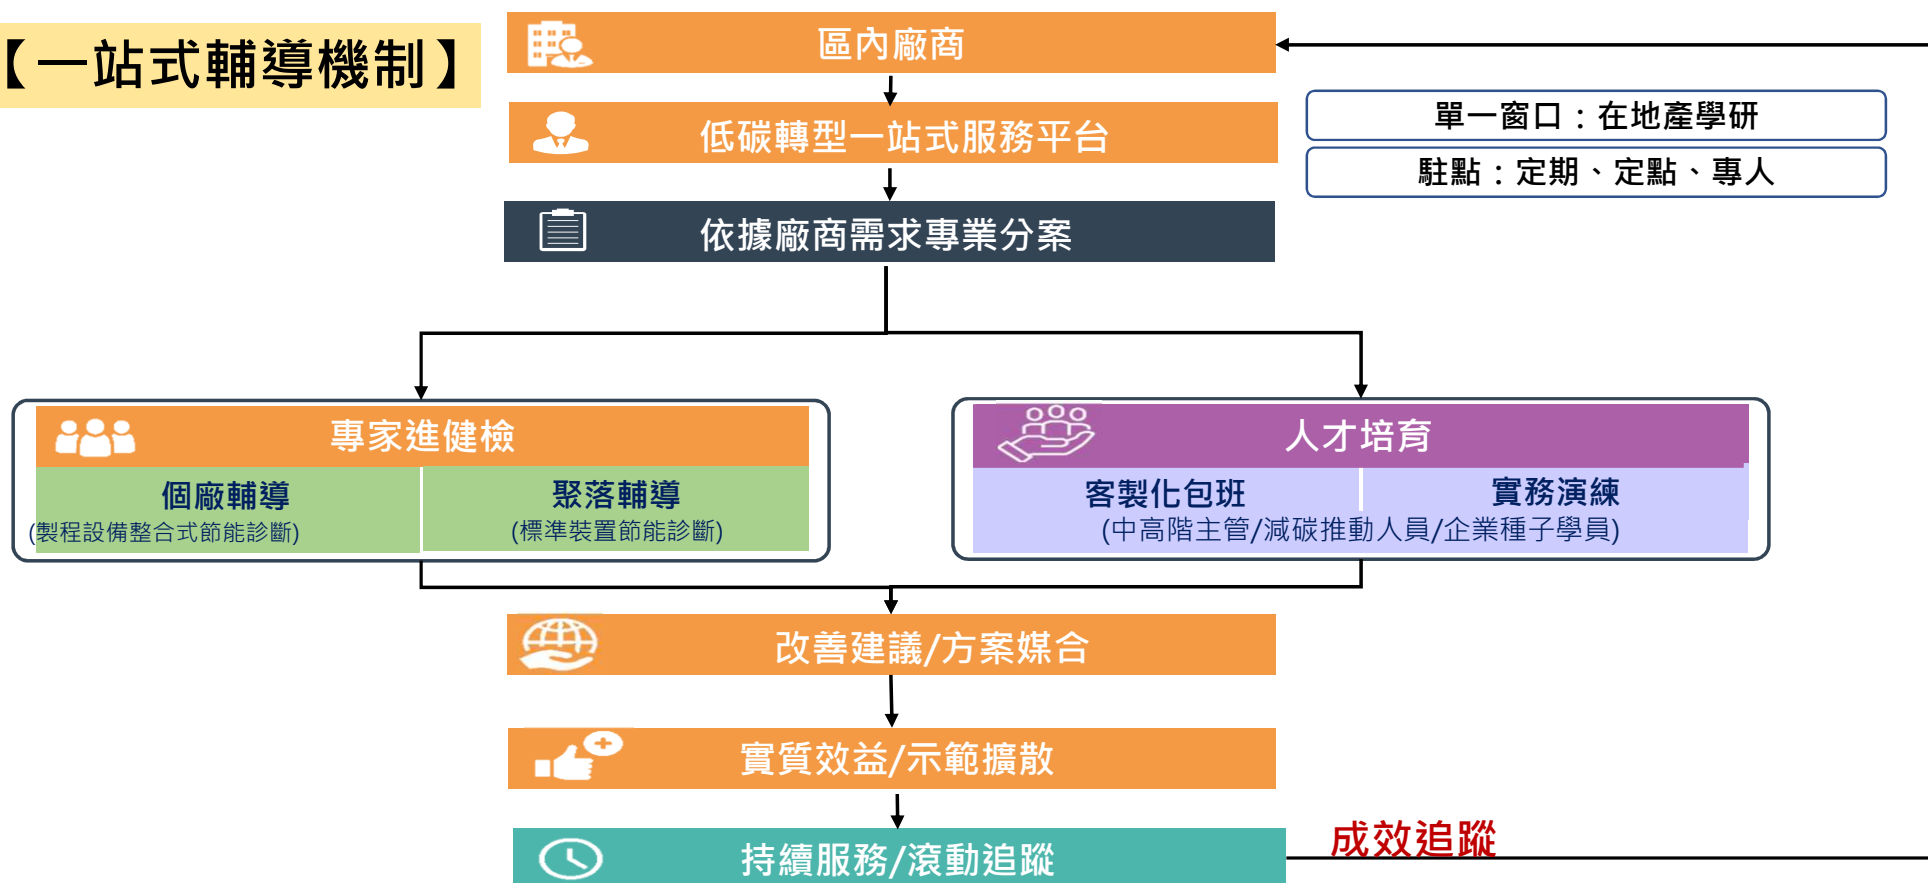 【一站式輔導機制】
區內廠商
低碳轉型一站式服務平台
單一窗口：在地產學研
駐點：定期、定點、專人
依據廠商需求專業分案
專家進健檢
個廠輔導
(製程設備整合式節能診斷)
聚落輔導
(標準裝置節能診斷)
人才培育
客製化包班
實務演練
(中高階主管/減碳推動人員/企業種子學員)
改善建議/方案媒合
實質效益/示範擴散
持續服務/滾動追蹤
成效追蹤